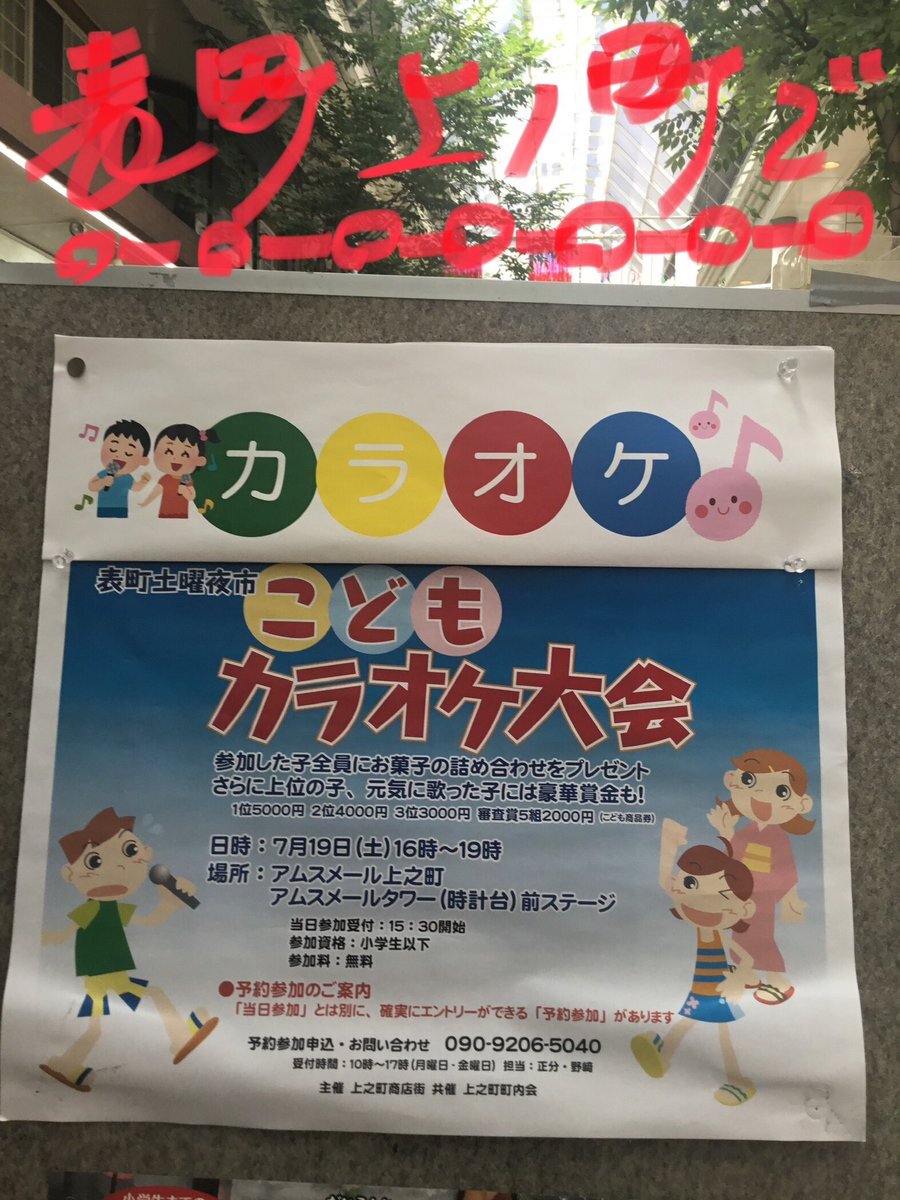 表町上ノ町で
カラオケ
表町土曜夜市
こども
カラオケ大会
参加した子全員にお菓子の詰め合わせをプレゼント
さらに上位の子、元気に歌った子には豪華賞金も!
1位5000円 2位4000円 3位3000円 審査賞5組2000円(こども商品券)
日時:7月19日(土)16時〜19時
場所:アムスメール上之町
アムスメールタワー(時計台)前ステージ
当日参加受付:15:30開始
参加資格:小学生以下
参加料:無料
●予約参加のご案内
「当日参加」とは別に、確実にエントリーができる「予約参加」があります
予約参加申込・お問い合わせ 090-9206-5040
受付時間:10時〜17時(月曜日-金曜日) 担当:正分・野﨑
主催 上之町商店街 共催 上之町町内会